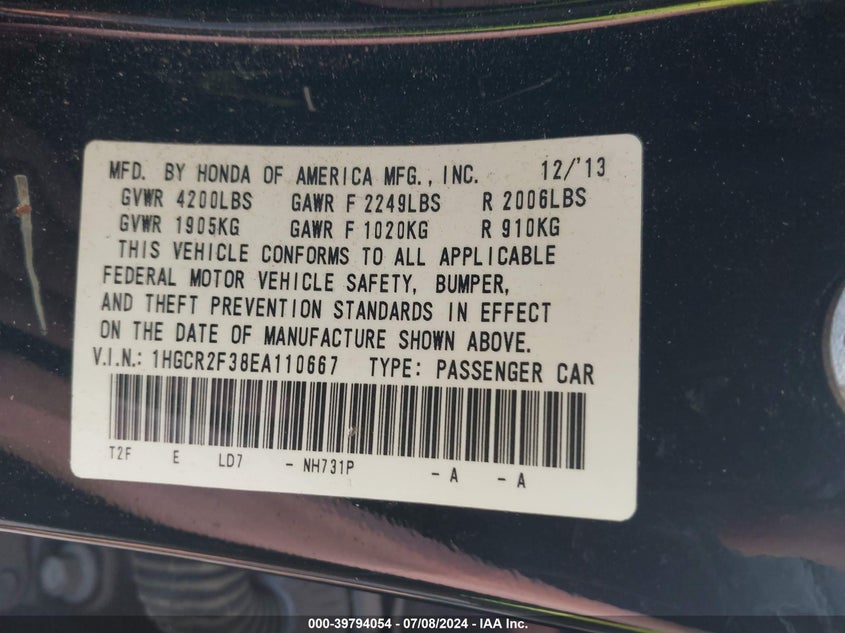 MFD. BY HONDA OF AMERICA MFG., INC. 12/'13
GVWR 4200LBS GAWR F 2249LBS R 2006LBS
GVWR 1905KG GAWR F 1020KG R 910KG
THIS VEHICLE CONFORMS TO ALL APPLICABLE
FEDERAL MOTOR VEHICLE SAFETY, BUMPER,
AND THEFT PREVENTION STANDARDS IN EFFECT
ON THE DATE OF MANUFACTURE SHOWN ABOVE.
V.I.N.: 1HGCR2F38EA110667 TYPE: PASSENGER CAR
T2F E LD7 - NH731P - A - A
000-39794054 - 07/08/2024 - IAA Inc.